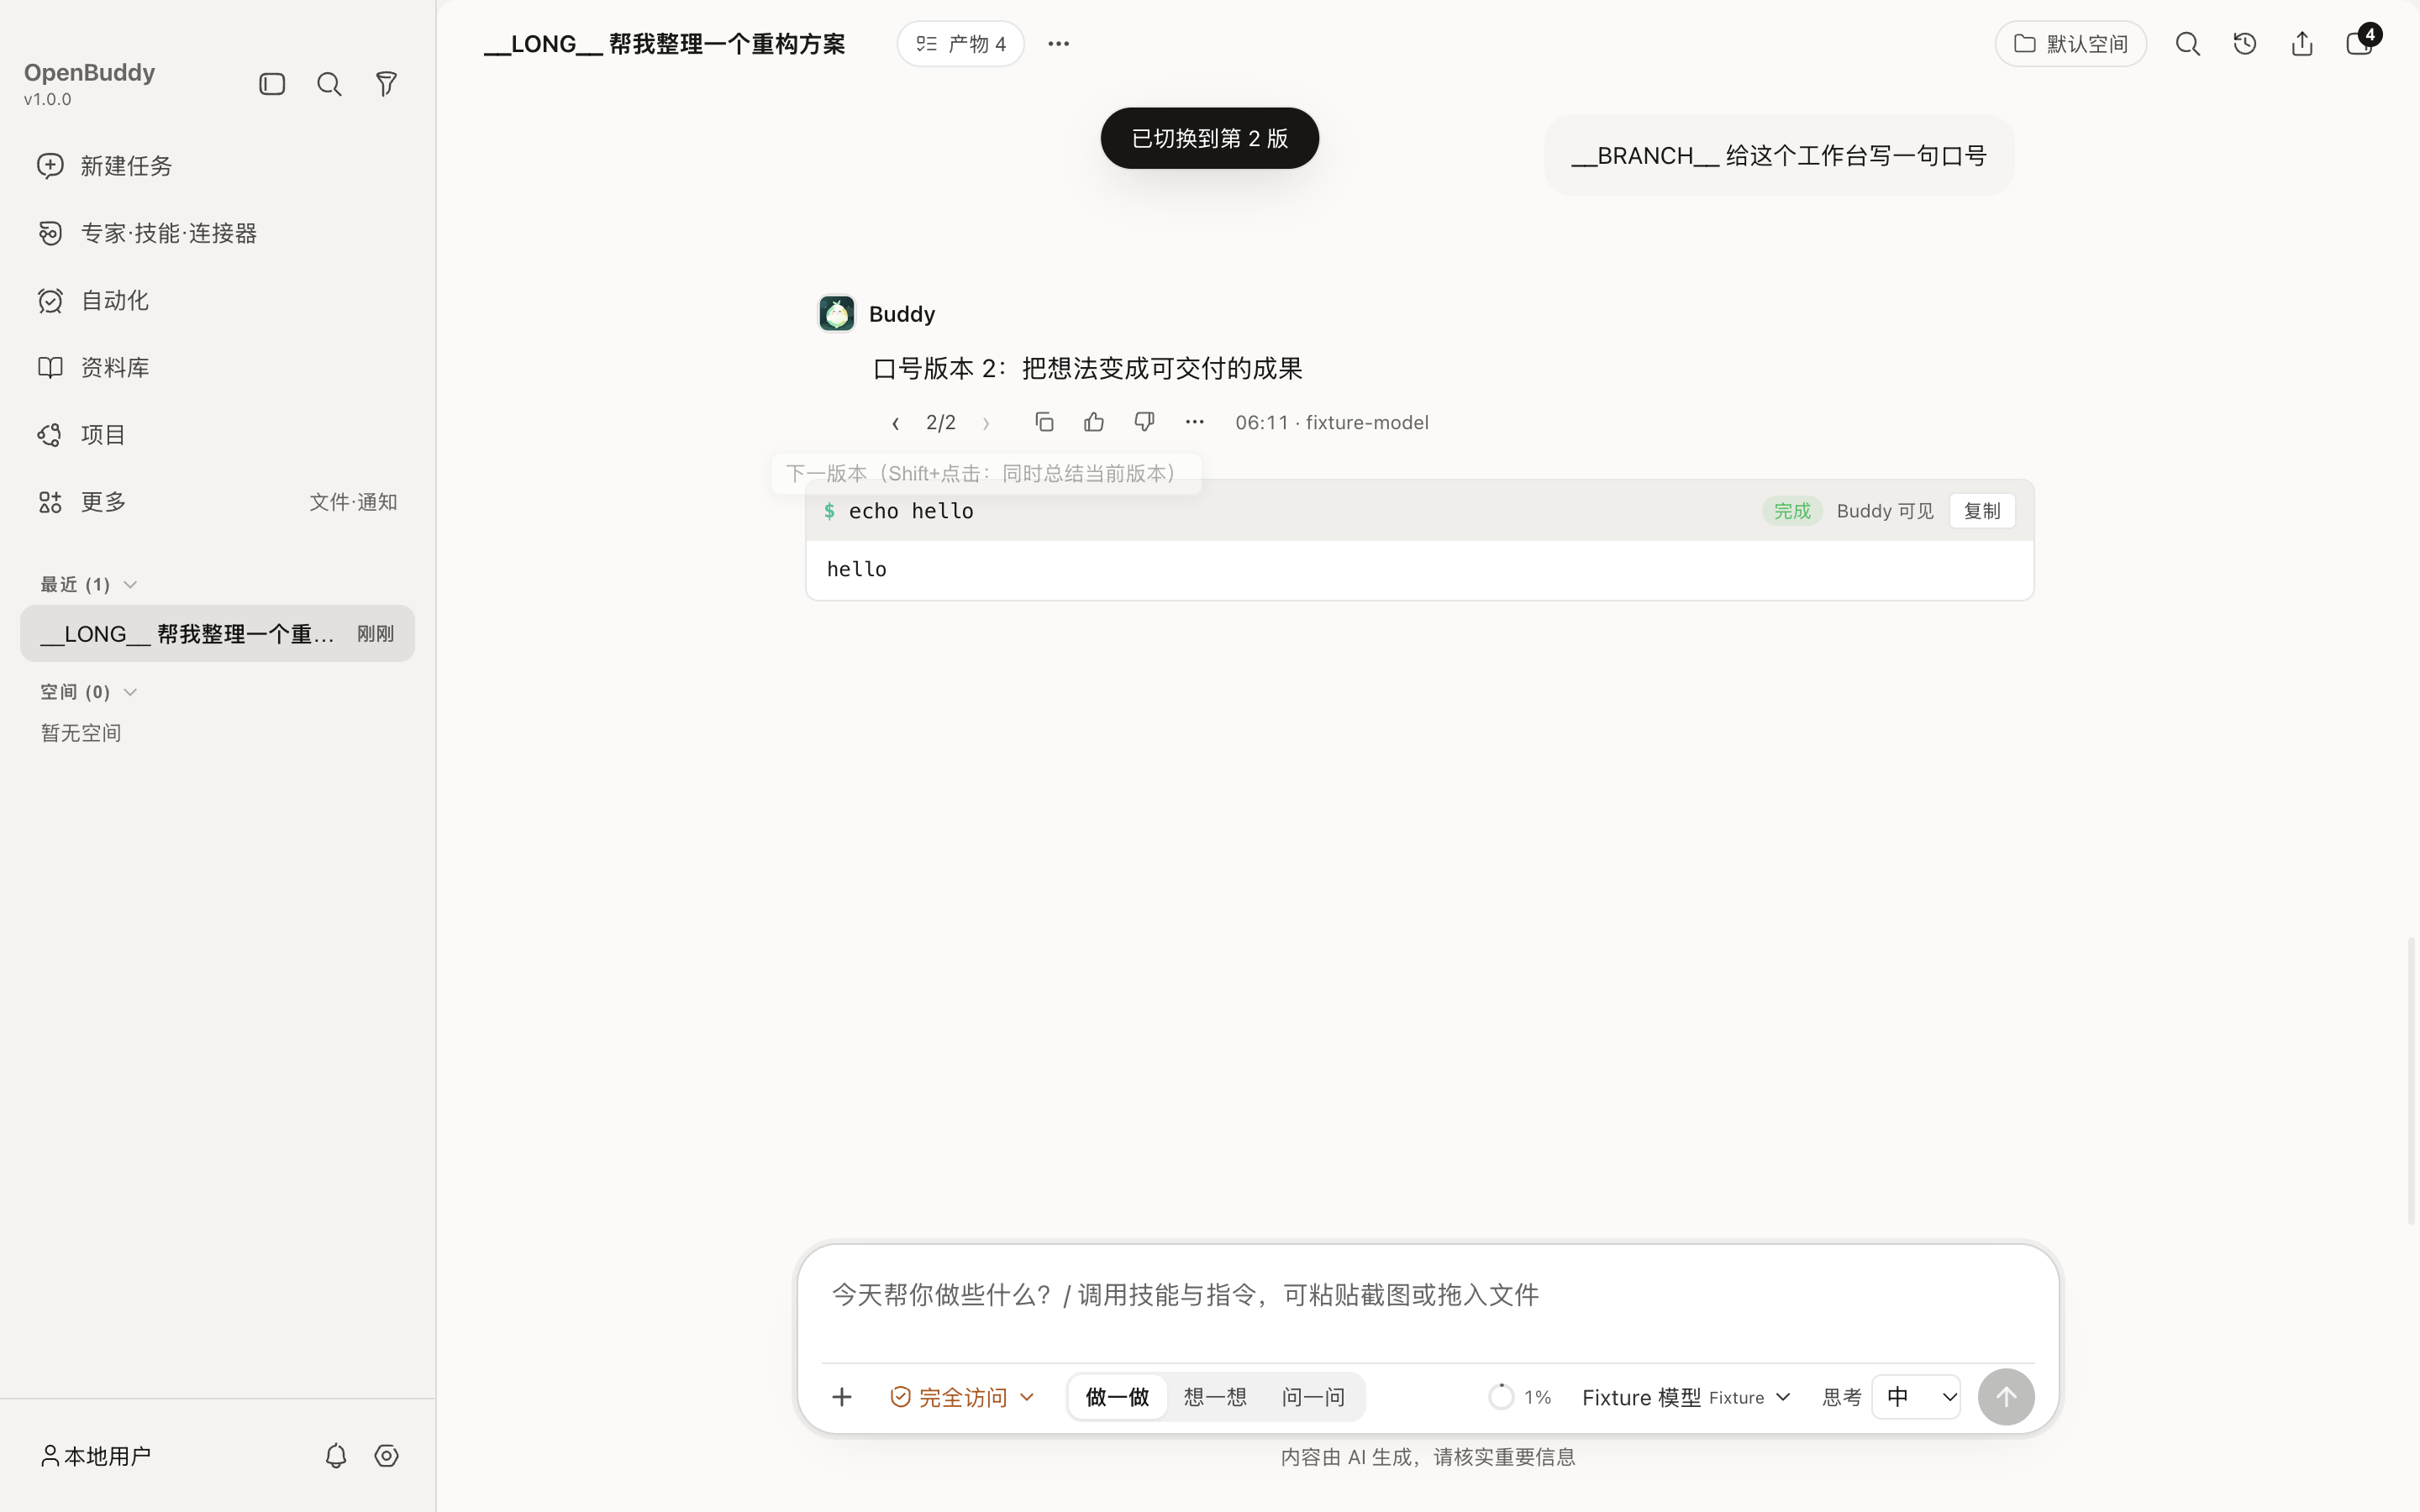 OpenBuddy
v1.0.0
新建任务
专家·技能·连接器
自动化
资料库
项目
更多 文件·通知
最近 (1)
__LONG__ 帮我整理一个重… 刚刚
空间 (0)
暂无空间
本地用户
__LONG__ 帮我整理一个重构方案 产物 4 默认空间 4
已切换到第 2 版
__BRANCH__ 给这个工作台写一句口号
Buddy
口号版本 2：把想法变成可交付的成果
2/2 06:11 · fixture-model
下一版本（Shift+点击：同时总结当前版本）
$ echo hello 完成 Buddy 可见 复制
hello
今天帮你做些什么？/ 调用技能与指令，可粘贴截图或拖入文件
完全访问 做一做 想一想 问一问 1% Fixture 模型 Fixture 思考 中
内容由 AI 生成，请核实重要信息